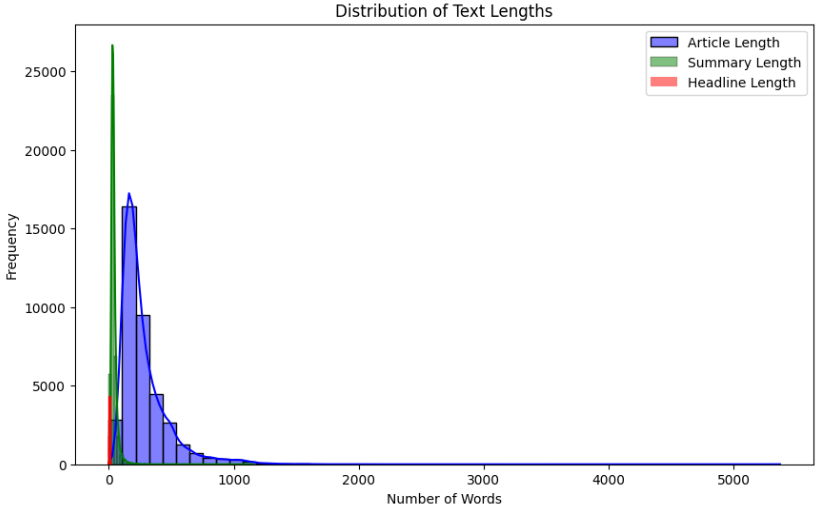 Distribution of Text Lengths
Article Length
Summary Length
Headline Length
25000
20000
15000
10000
5000
0
Frequency
0 1000 2000 3000 4000 5000
Number of Words